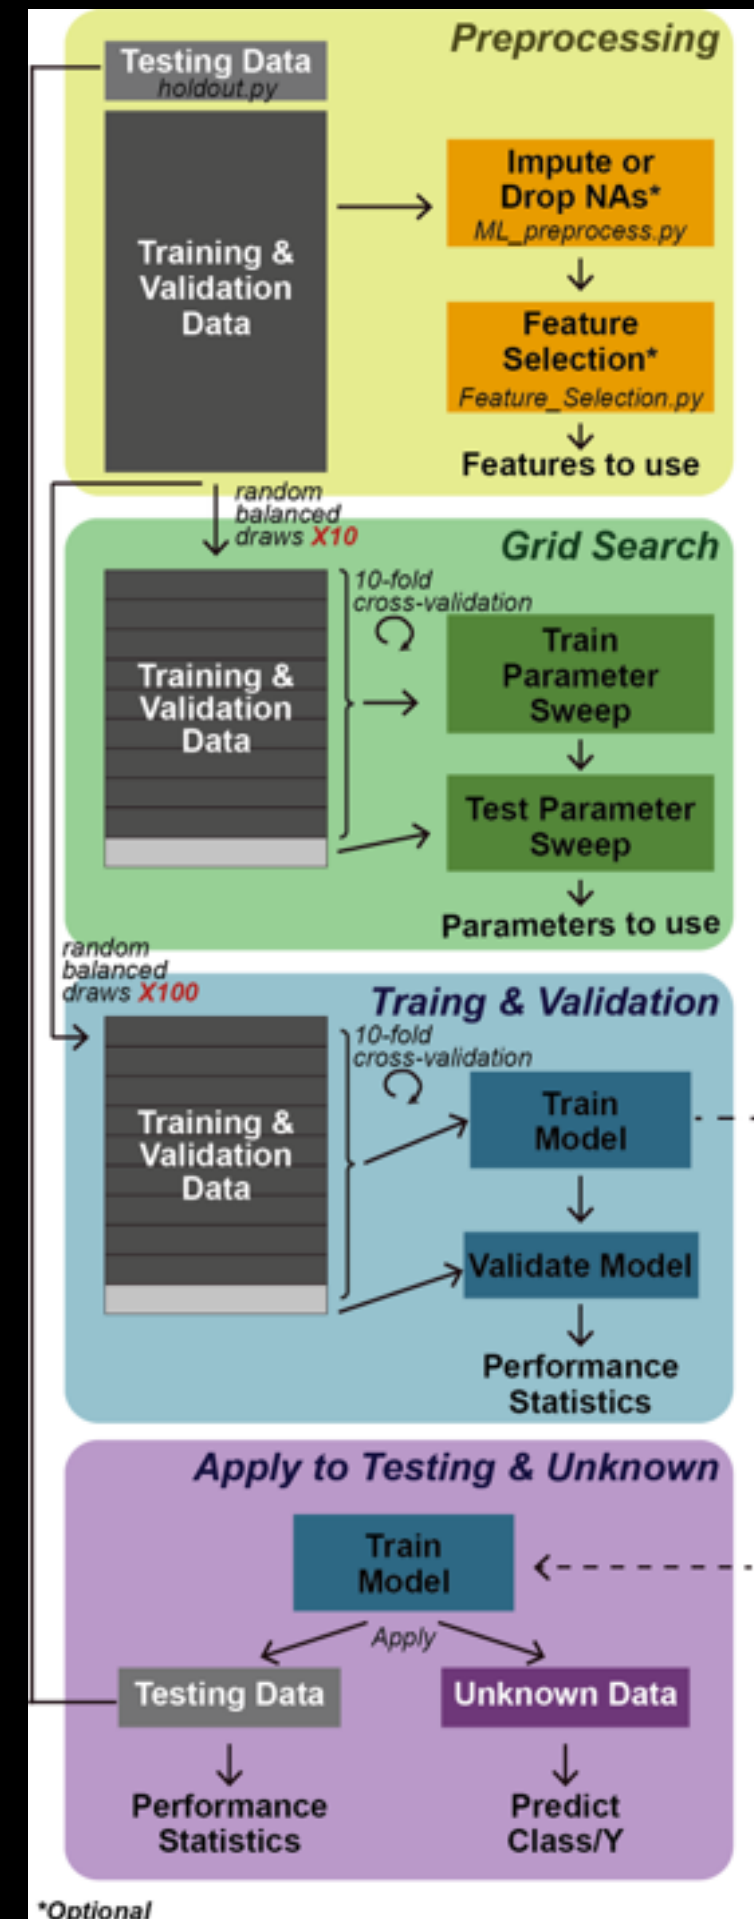 Preprocessing
Testing Data
holdout.py
Training &
Validation
Data
Impute or
Drop NAs*
ML_preprocess.py
Feature
Selection*
Feature_Selection.py
Features to use
random
balanced
draws X10
Grid Search
10-fold
cross-validation
Training &
Validation
Data
Train
Parameter
Sweep
Test Parameter
Sweep
Parameters to use
random
balanced
draws X100
Traing & Validation
10-fold
cross-validation
Training &
Validation
Data
Train
Model
Validate Model
Performance
Statistics
Apply to Testing & Unknown
Train
Model
Apply
Testing Data
Unknown Data
Performance
Statistics
Predict
Class/Y
*Optional